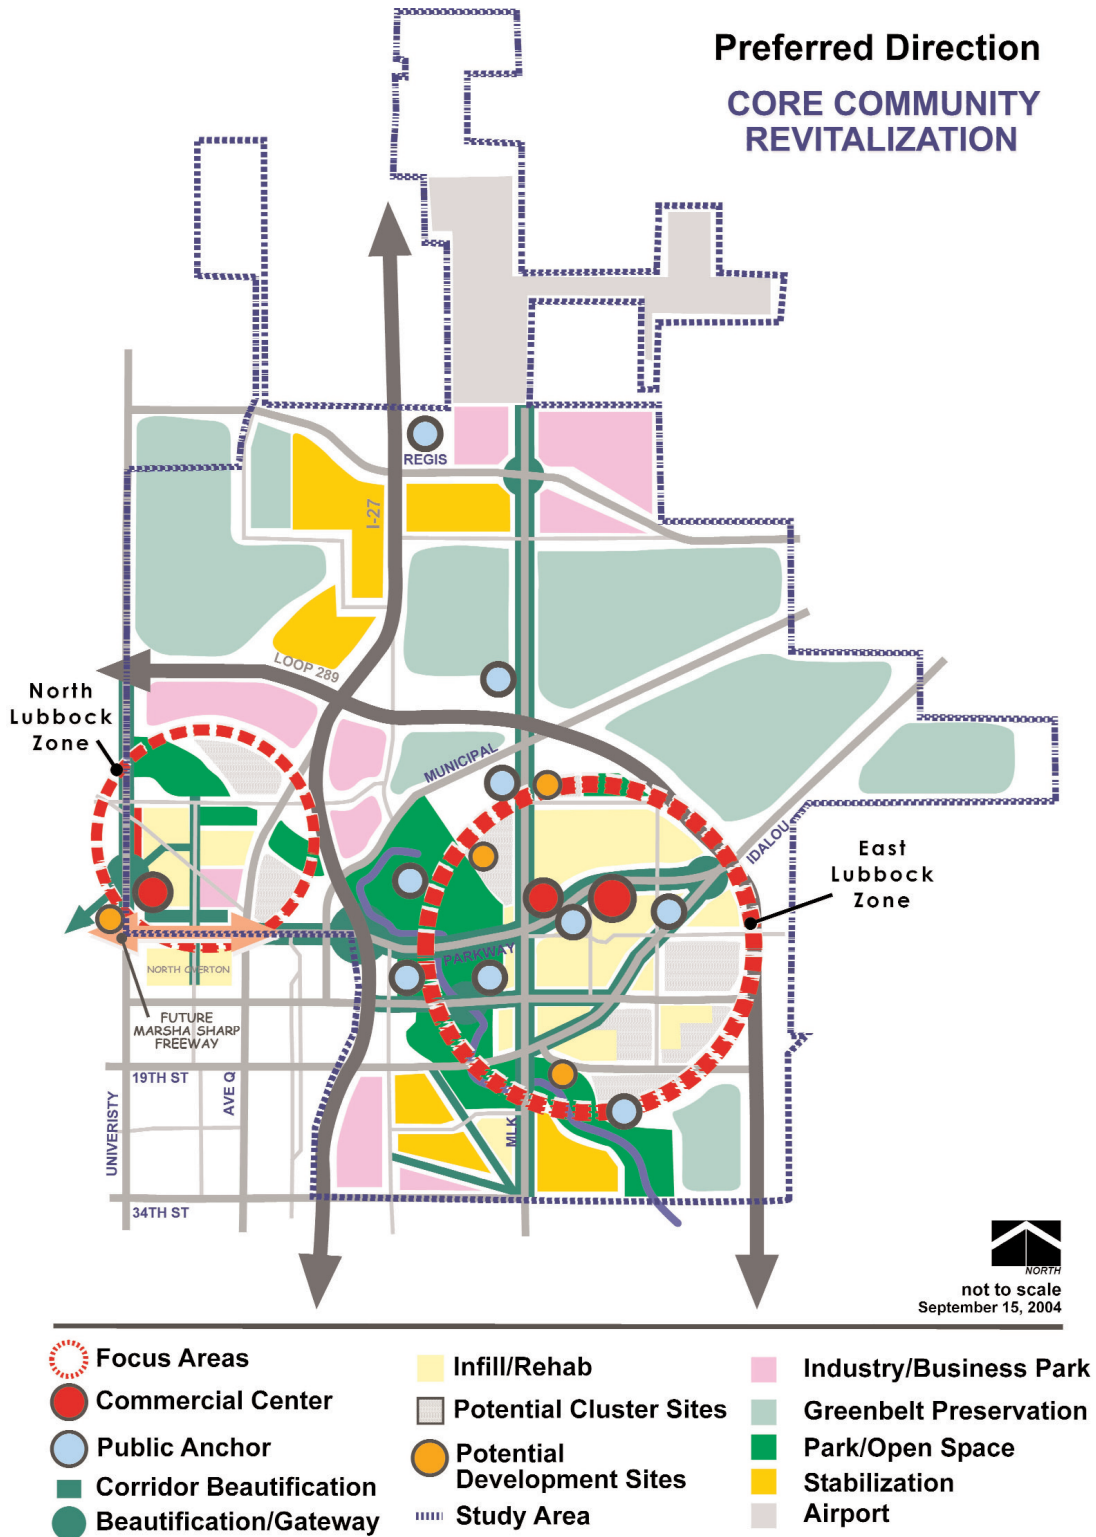 Preferred Direction
CORE COMMUNITY
REVITALIZATION
REGIS
I-27
LOOP 289
North
Lubbock
Zone
MUNICIPAL
IDALOU
East
Lubbock
Zone
PARKWAY
NORTH OVERTON
FUTURE
MARSHA SHARP
FREEWAY
19TH ST
AVE Q
UNIVERISTY
MLK
34TH ST
NORTH
not to scale
September 15, 2004
Focus Areas
Commercial Center
Public Anchor
Corridor Beautification
Beautification/Gateway
Infill/Rehab
Potential Cluster Sites
Potential
Development Sites
Study Area
Industry/Business Park
Greenbelt Preservation
Park/Open Space
Stabilization
Airport